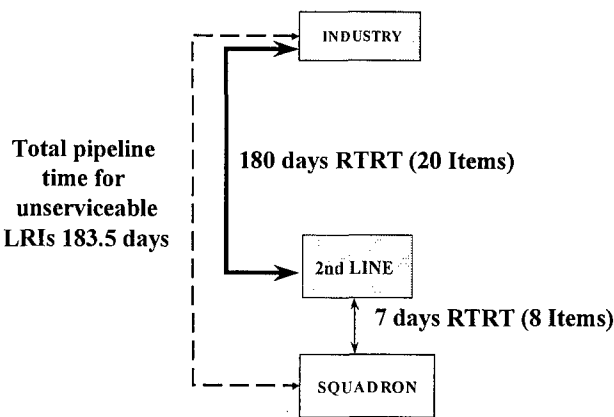 INDUSTRY
Total pipeline
time for
unserviceable
LRIs 183.5 days
180 days RTRT (20 Items)
2nd LINE
7 days RTRT (8 Items)
SQUADRON